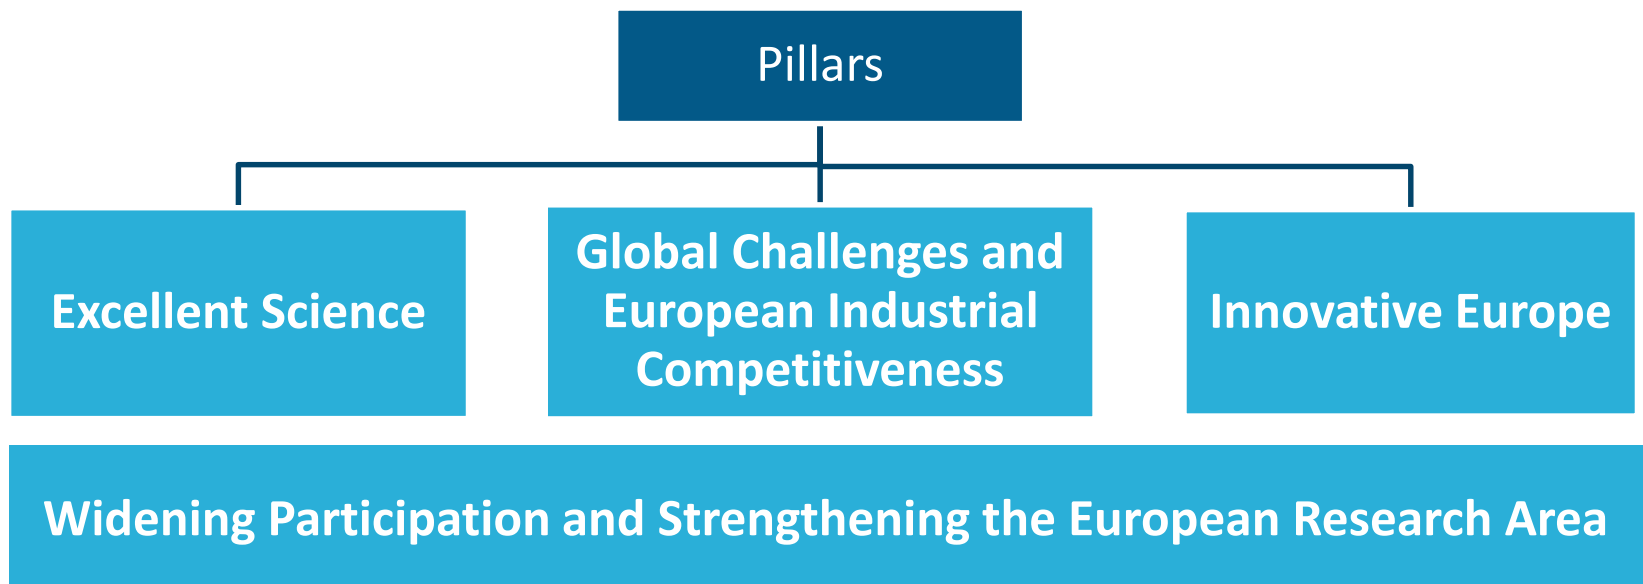 Pillars
Excellent Science
Global Challenges and
European Industrial
Competitiveness
Innovative Europe
Widening Participation and Strengthening the European Research Area